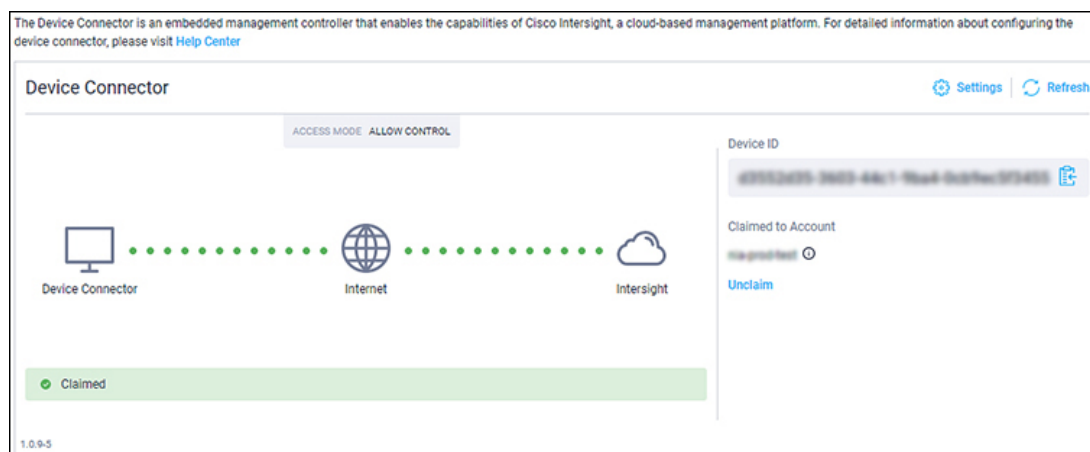 The Device Connector is an embedded management controller that enables the capabilities of Cisco Intersight, a cloud-based management platform. For detailed information about configuring the
device connector, please visit Help Center
Device Connector
Settings
Refresh
ACCESS MODE ALLOW CONTROL
Device ID
Claimed to Account
Unclaim
Device Connector
Internet
Intersight
Claimed
1.0.9-5